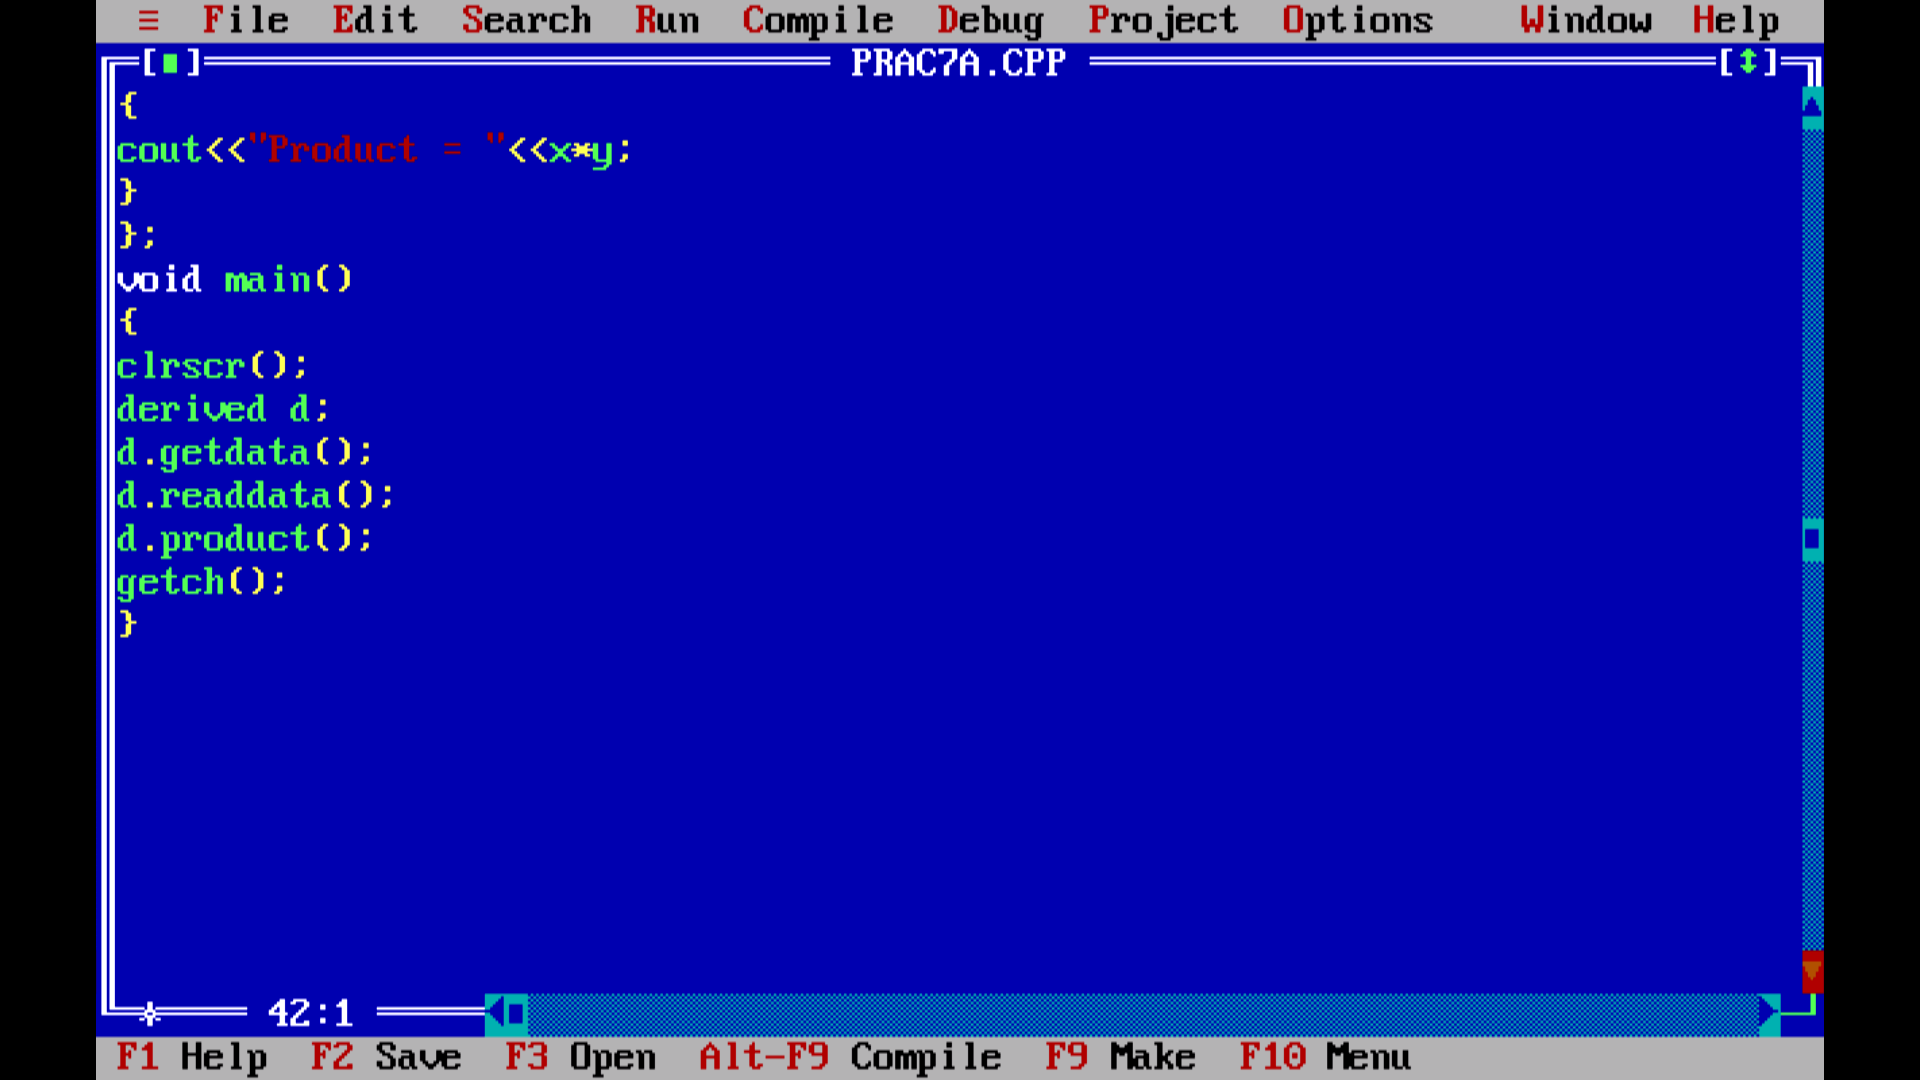 ≡ File Edit Search Run Compile Debug Project Options Window Help
[■] PRAC7A.CPP [↕]
{
cout<<"Product = "<<x*y;
}
};
void main()
{
clrscr();
derived d;
d.getdata();
d.readdata();
d.product();
getch();
}
42:1
F1 Help F2 Save F3 Open Alt-F9 Compile F9 Make F10 Menu